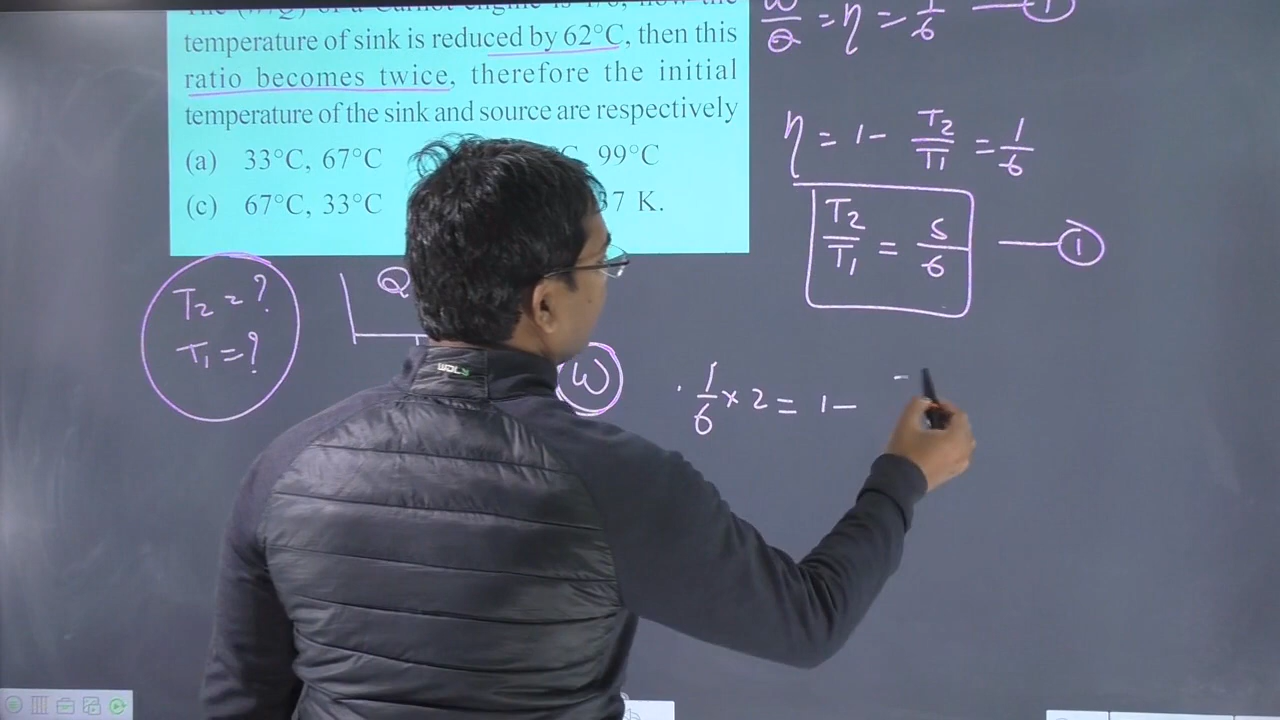 temperature of sink is reduced by 62°C, then this
ratio becomes twice, therefore the initial
temperature of the sink and source are respectively
(a) 33°C, 67°C
99°C
(c) 67°C, 33°C
37 K.
W/Q = η = 1/6 — 1
η = 1 - T2/T1 = 1/6
T2/T1 = 5/6 — 1
T2 = ?
T1 = ?
Q
W
1/6 × 2 = 1 -